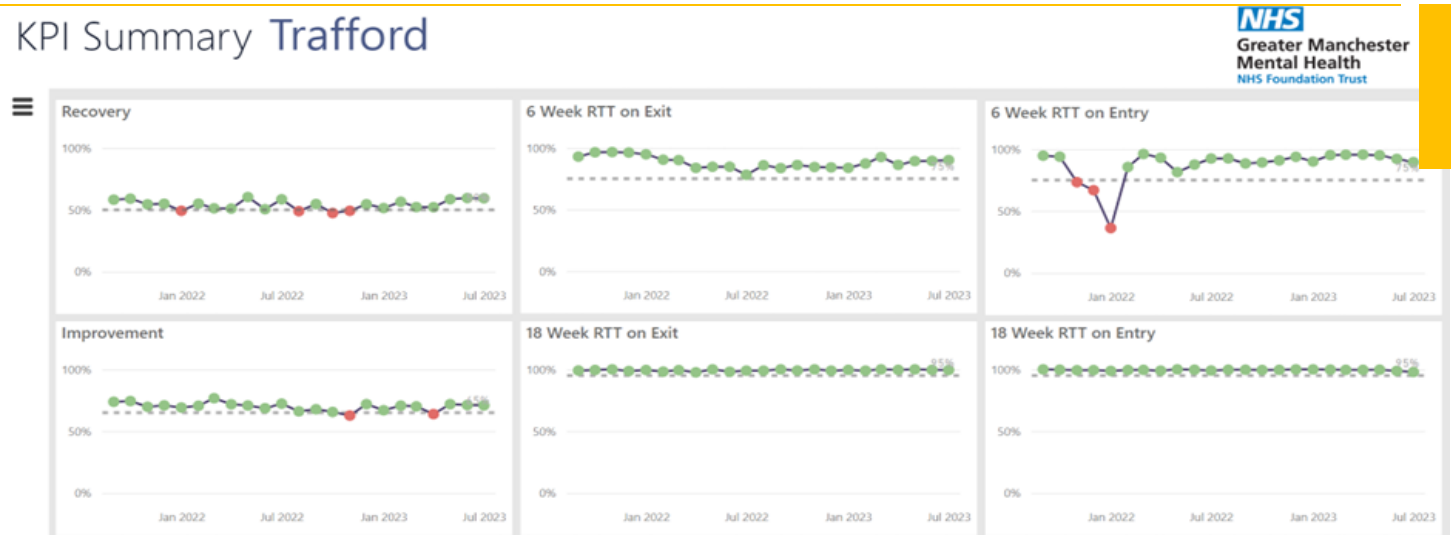 KPI Summary Trafford
NHS
Greater Manchester
Mental Health
NHS Foundation Trust
Recovery
100%
50%
0%
Jan 2022 Jul 2022 Jan 2023 Jul 2023
6 Week RTT on Exit
100%
75%
50%
0%
Jan 2022 Jul 2022 Jan 2023 Jul 2023
6 Week RTT on Entry
100%
75%
50%
0%
Jan 2022 Jul 2022 Jan 2023 Jul 2023
Improvement
100%
65%
50%
0%
Jan 2022 Jul 2022 Jan 2023 Jul 2023
18 Week RTT on Exit
95%
100%
50%
0%
Jan 2022 Jul 2022 Jan 2023 Jul 2023
18 Week RTT on Entry
95%
100%
50%
0%
Jan 2022 Jul 2022 Jan 2023 Jul 2023